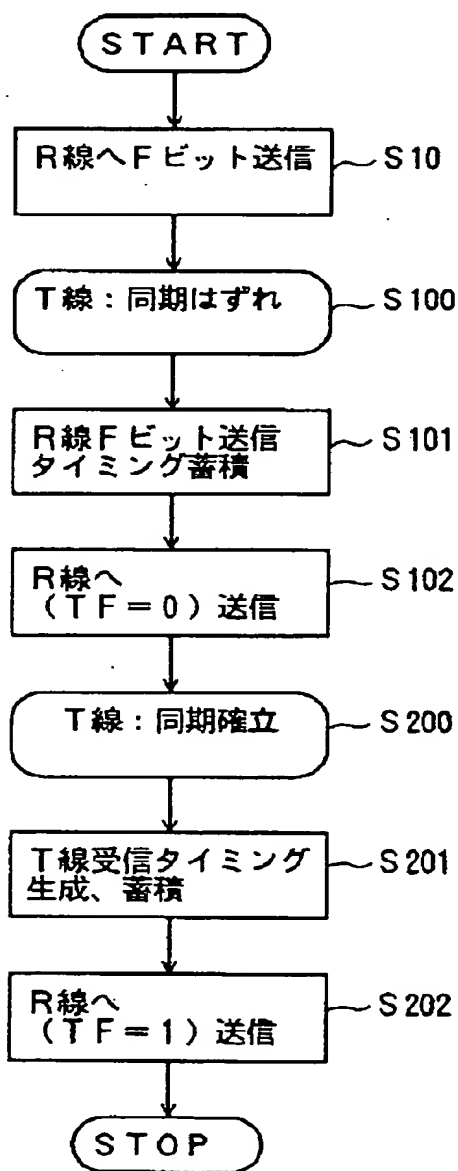 START
R線へFビット送信
S10
T線：同期はずれ
S100
R線Fビット送信
タイミング蓄積
S101
R線へ
（TF＝0）送信
S102
T線：同期確立
S200
T線受信タイミング
生成、蓄積
S201
R線へ
（TF＝1）送信
S202
STOP